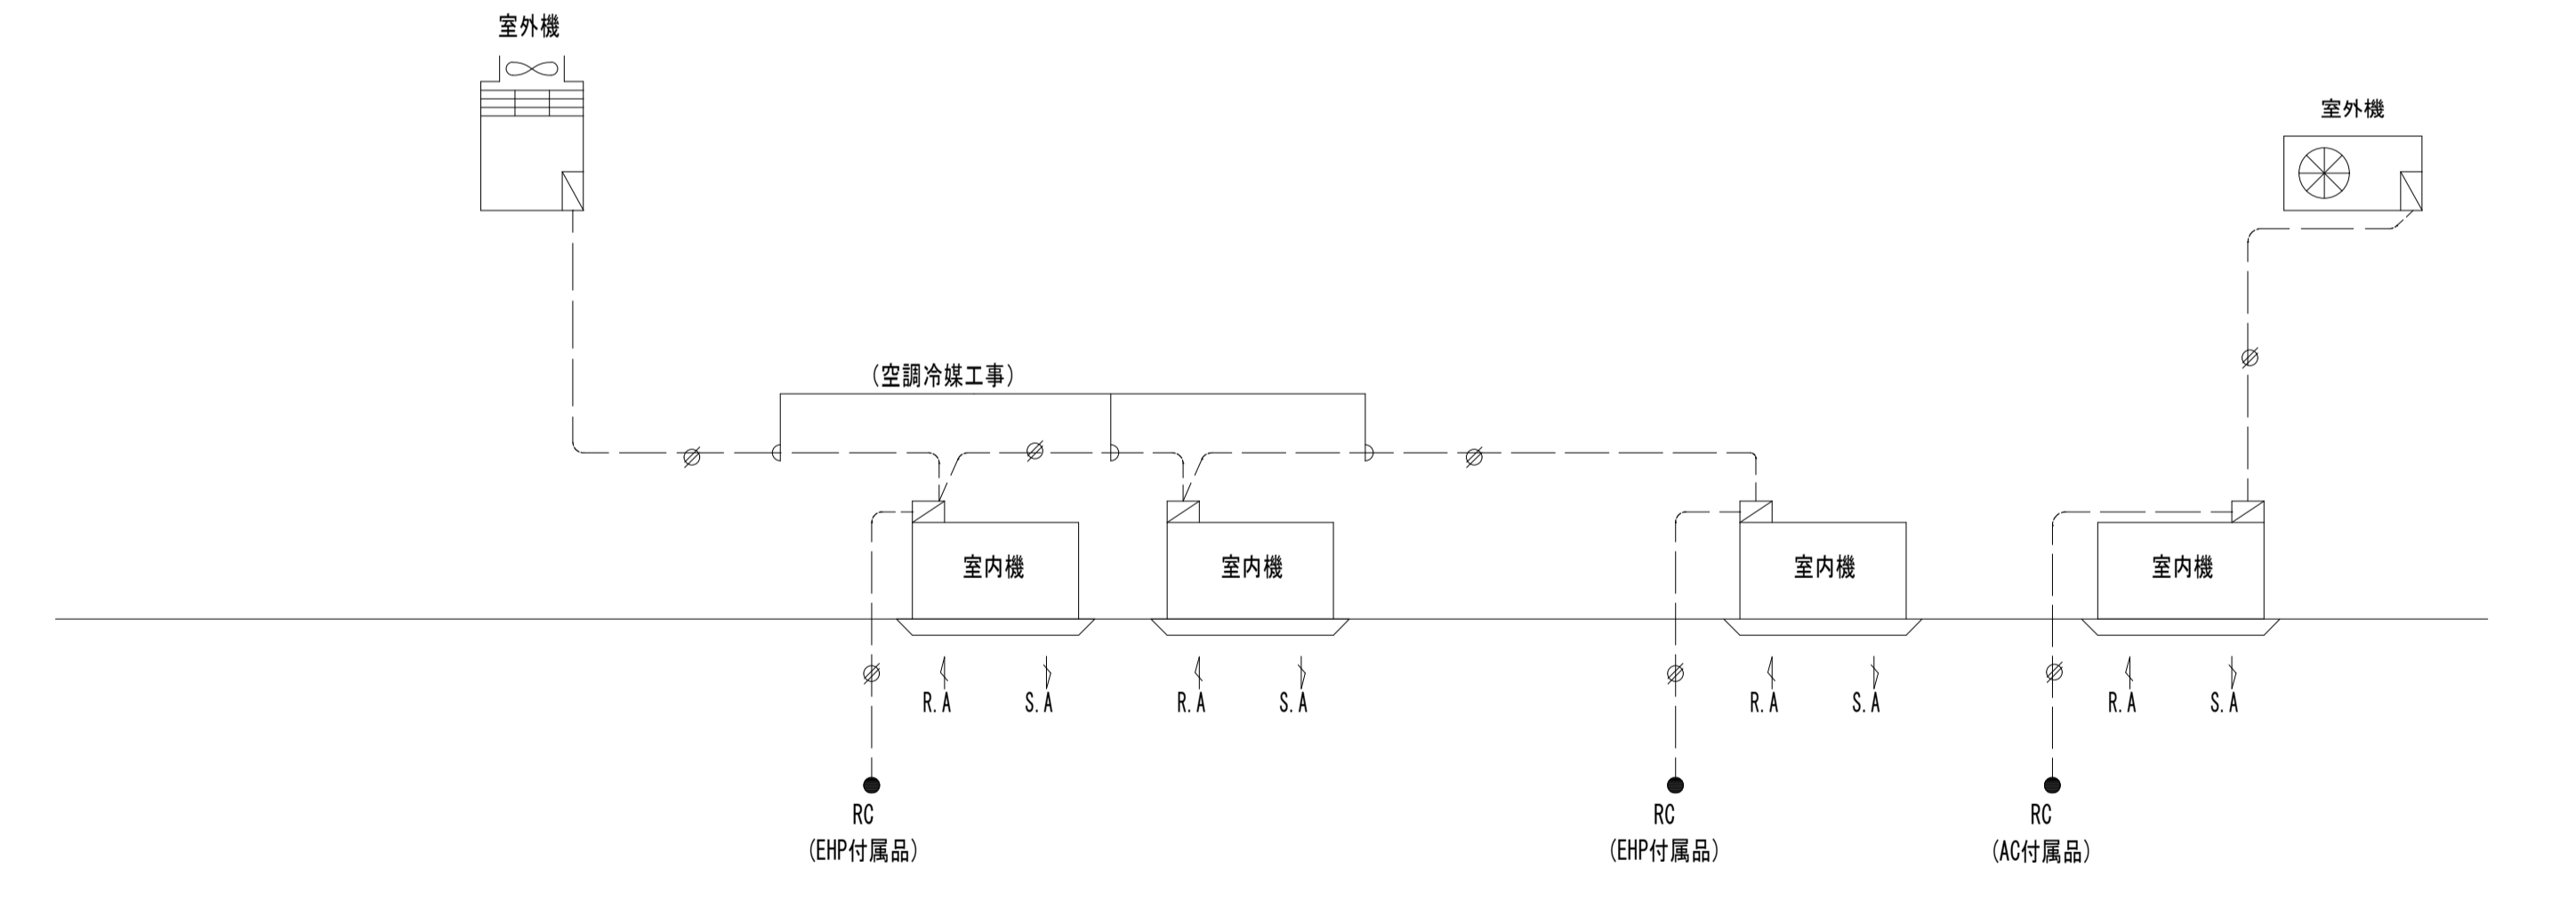 室外機
室外機
(空調冷媒工事)
室内機
室内機
室内機
室内機
R.A
S.A
R.A
S.A
R.A
S.A
R.A
S.A
RC
(EHP付属品)
RC
(EHP付属品)
RC
(AC付属品)